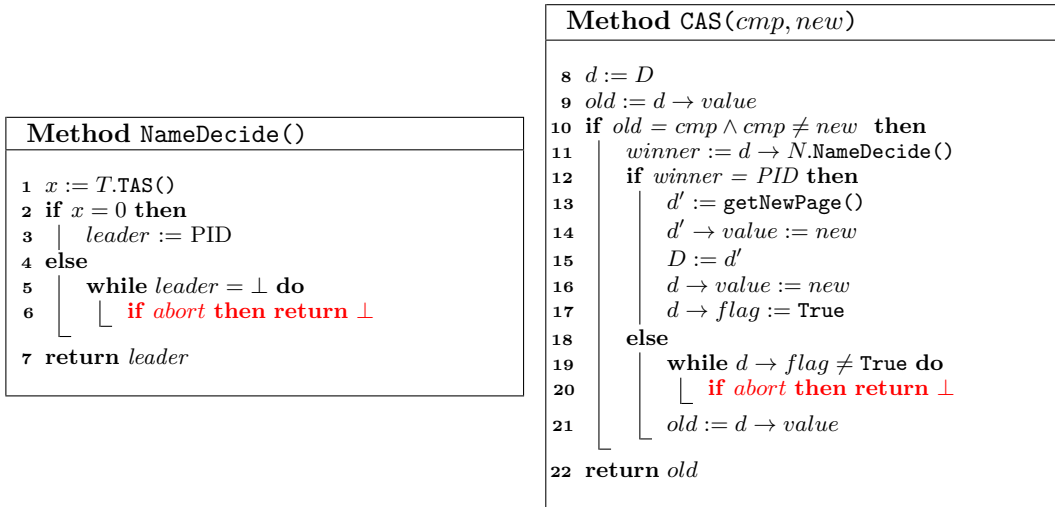 Method NameDecide()
1 x := T.TAS()
2 if x = 0 then
3 leader := PID
4 else
5 while leader = ⊥ do
6 if abort then return ⊥
7 return leader
Method CAS(cmp, new)
8 d := D
9 old := d → value
10 if old = cmp ∧ cmp ≠ new then
11 winner := d → N.NameDecide()
12 if winner = PID then
13 d′ := getNewPage()
14 d′ → value := new
15 D := d′
16 d → value := new
17 d → flag := True
18 else
19 while d → flag ≠ True do
20 if abort then return ⊥
21 old := d → value
22 return old